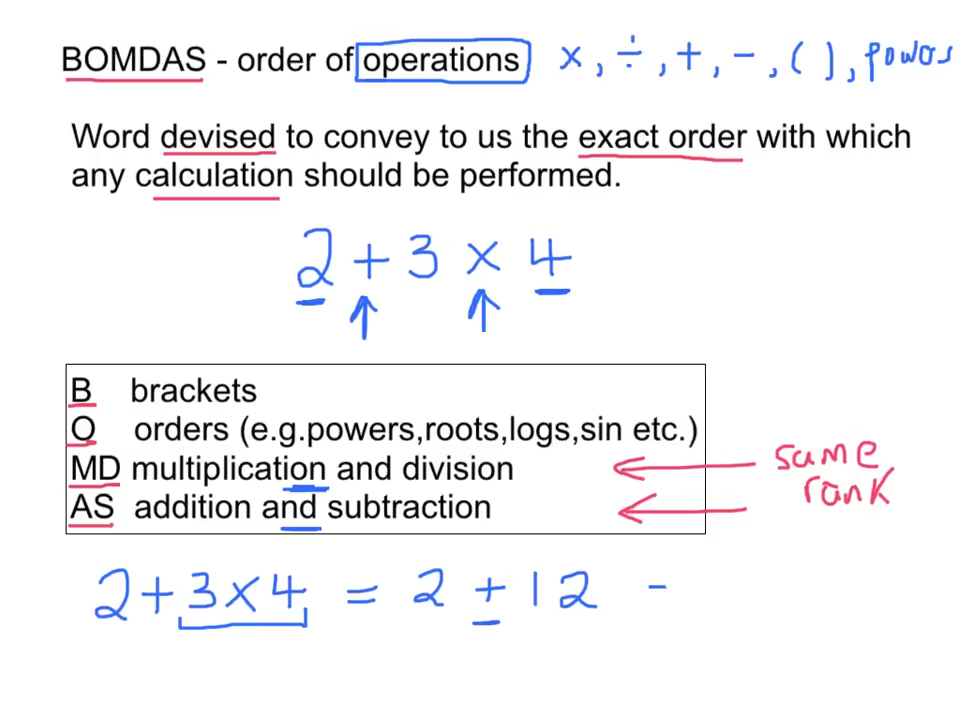 BOMDAS - order of operations x, ÷, +, -, ( ), powers
Word devised to convey to us the exact order with which
any calculation should be performed.
2 + 3 x 4
B brackets
O orders (e.g.powers,roots,logs,sin etc.)
MD multiplication and division
AS addition and subtraction
same
rank
2 + 3 x 4 = 2 + 12 -